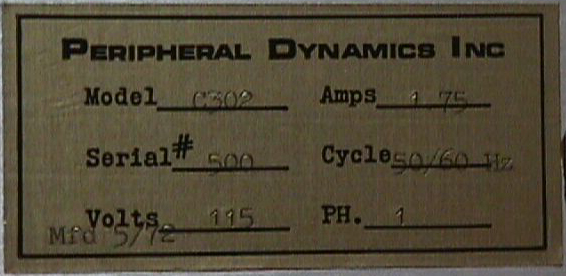 PERIPHERAL DYNAMICS INC
Model C302 Amps 1.75
Serial# 500 Cycle 50/60 Hz
Volts 115 PH. 1
Mfd 5/72